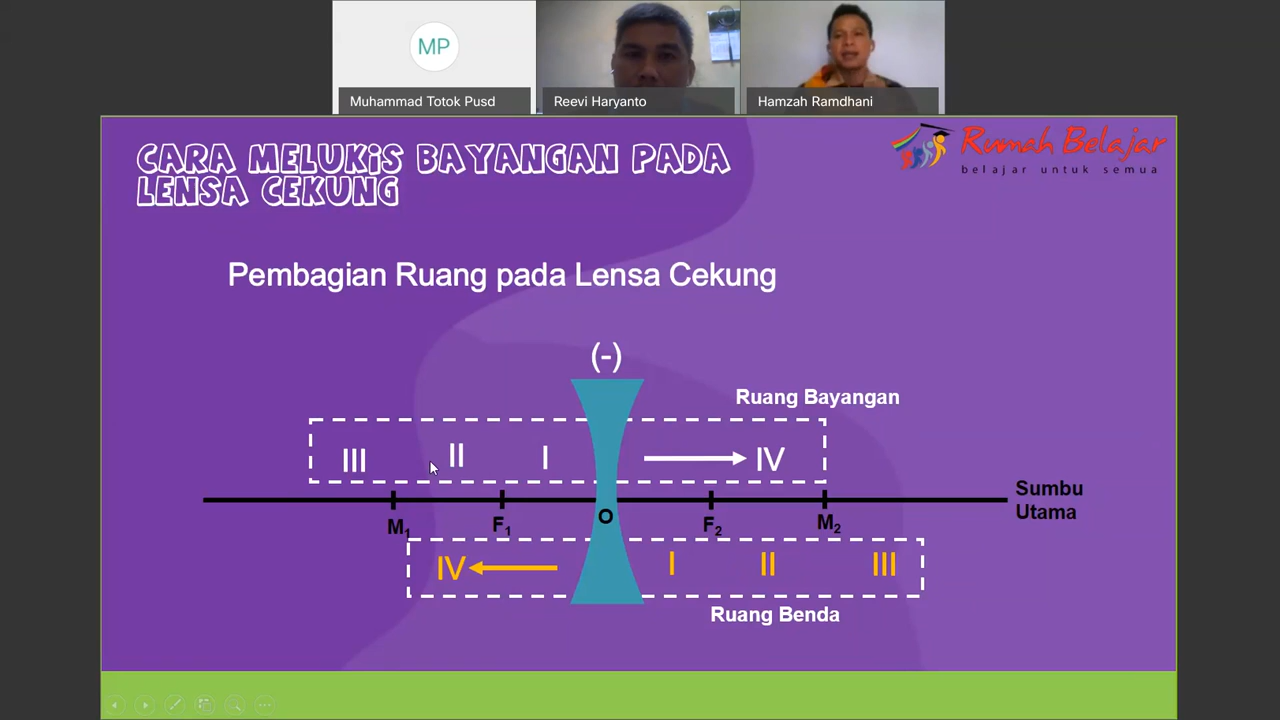 MP
Muhammad Totok Pusd
Reevi Haryanto
Hamzah Ramdhani
CARA MELUKiS BAYANGAN PADA
LENSA CEKUNG
Rumah Belajar
belajar untuk semua
Pembagian Ruang pada Lensa Cekung
(-)
Ruang Bayangan
III II I IV
Sumbu
Utama
M1 F1 O F2 M2
IV I II III
Ruang Benda